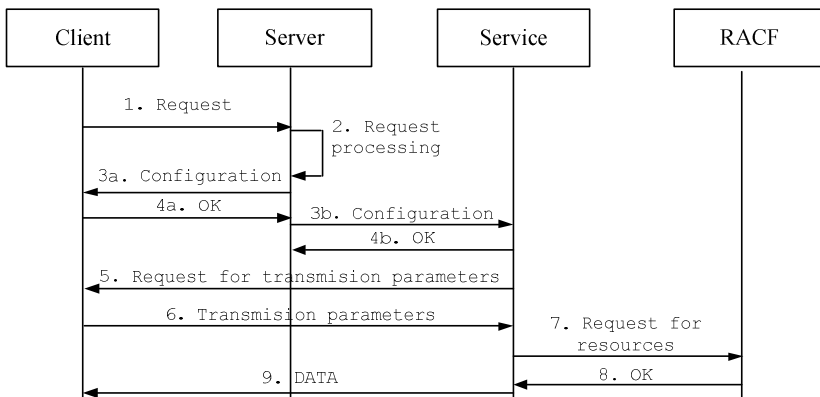 Client
Server
Service
RACF
1. Request
2. Request
processing
3a. Configuration
4a. OK
3b. Configuration
4b. OK
5. Request for transmision parameters
6. Transmision parameters
7. Request for
resources
8. OK
9. DATA